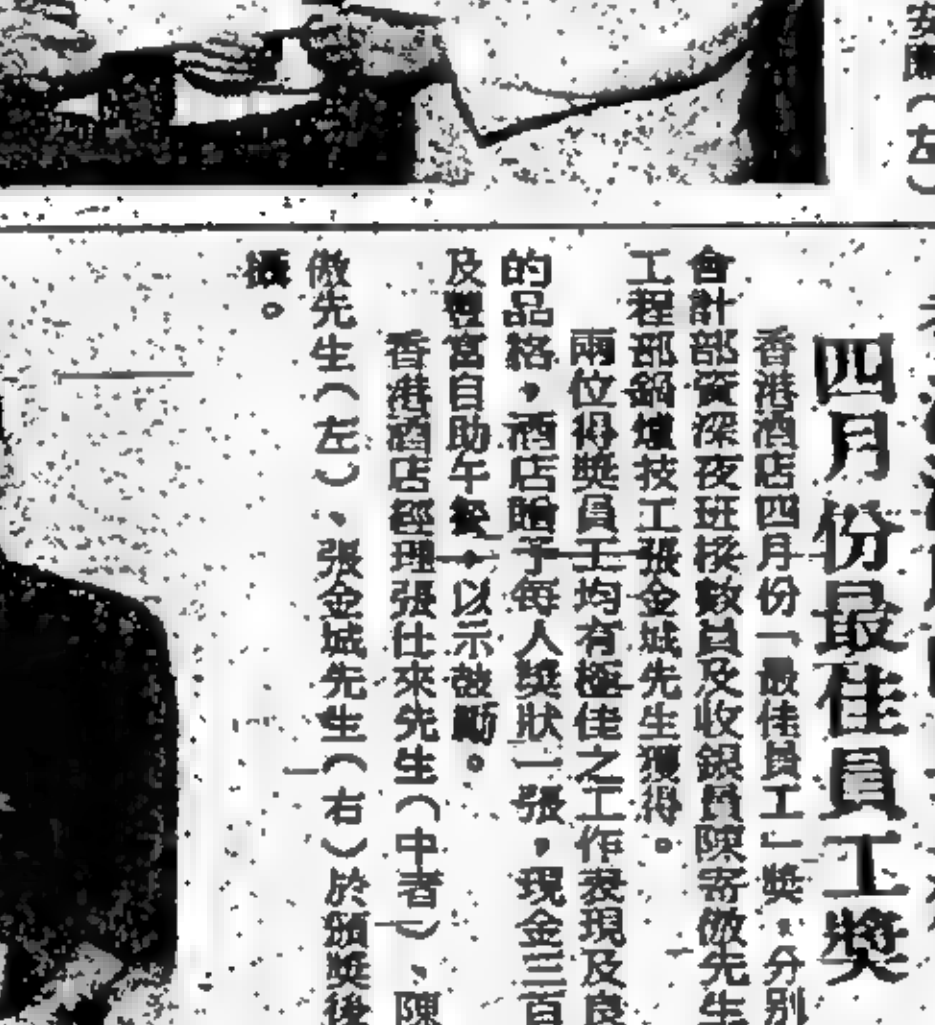 四月份最佳員工獎
香港酒店四月份「最佳員工」獎,分別
會計部資深夜班核數員及收銀員陳寄傲先生
工程部鍋爐技工張金城先生獲得。
兩位得獎員工均有極佳之工作表現及良
的品格,酒店贈予每人獎狀一張,現金三百
及雙宮自助午餐,以示鼓勵。
香港酒店經理張仕來先生(中者)、陳
傲先生(左)、張金城先生(右)於頒獎後
攝。
(左)